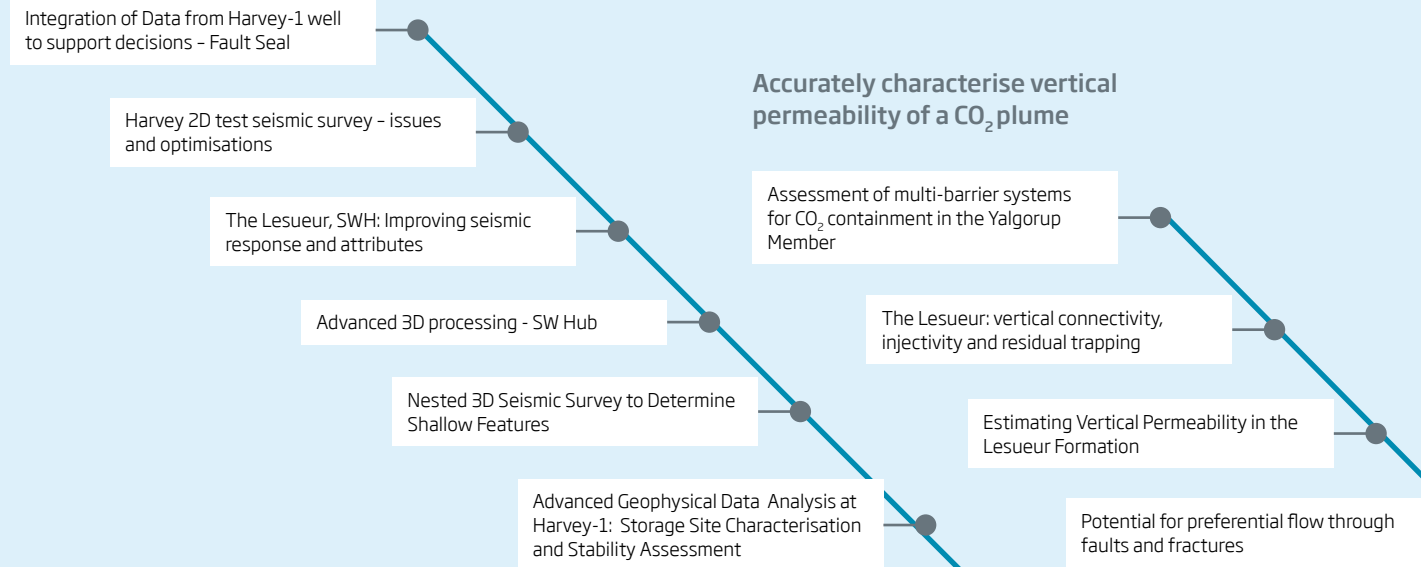 Integration of Data from Harvey-1 well
to support decisions – Fault Seal
Harvey 2D test seismic survey – issues
and optimisations
The Lesueur, SWH: Improving seismic
response and attributes
Advanced 3D processing - SW Hub
Nested 3D Seismic Survey to Determine
Shallow Features
Advanced Geophysical Data Analysis at
Harvey-1: Storage Site Characterisation
and Stability Assessment
Accurately characterise vertical
permeability of a CO₂ plume
Assessment of multi-barrier systems
for CO₂ containment in the Yalgorup
Member
The Lesueur: vertical connectivity,
injectivity and residual trapping
Estimating Vertical Permeability in the
Lesueur Formation
Potential for preferential flow through
faults and fractures